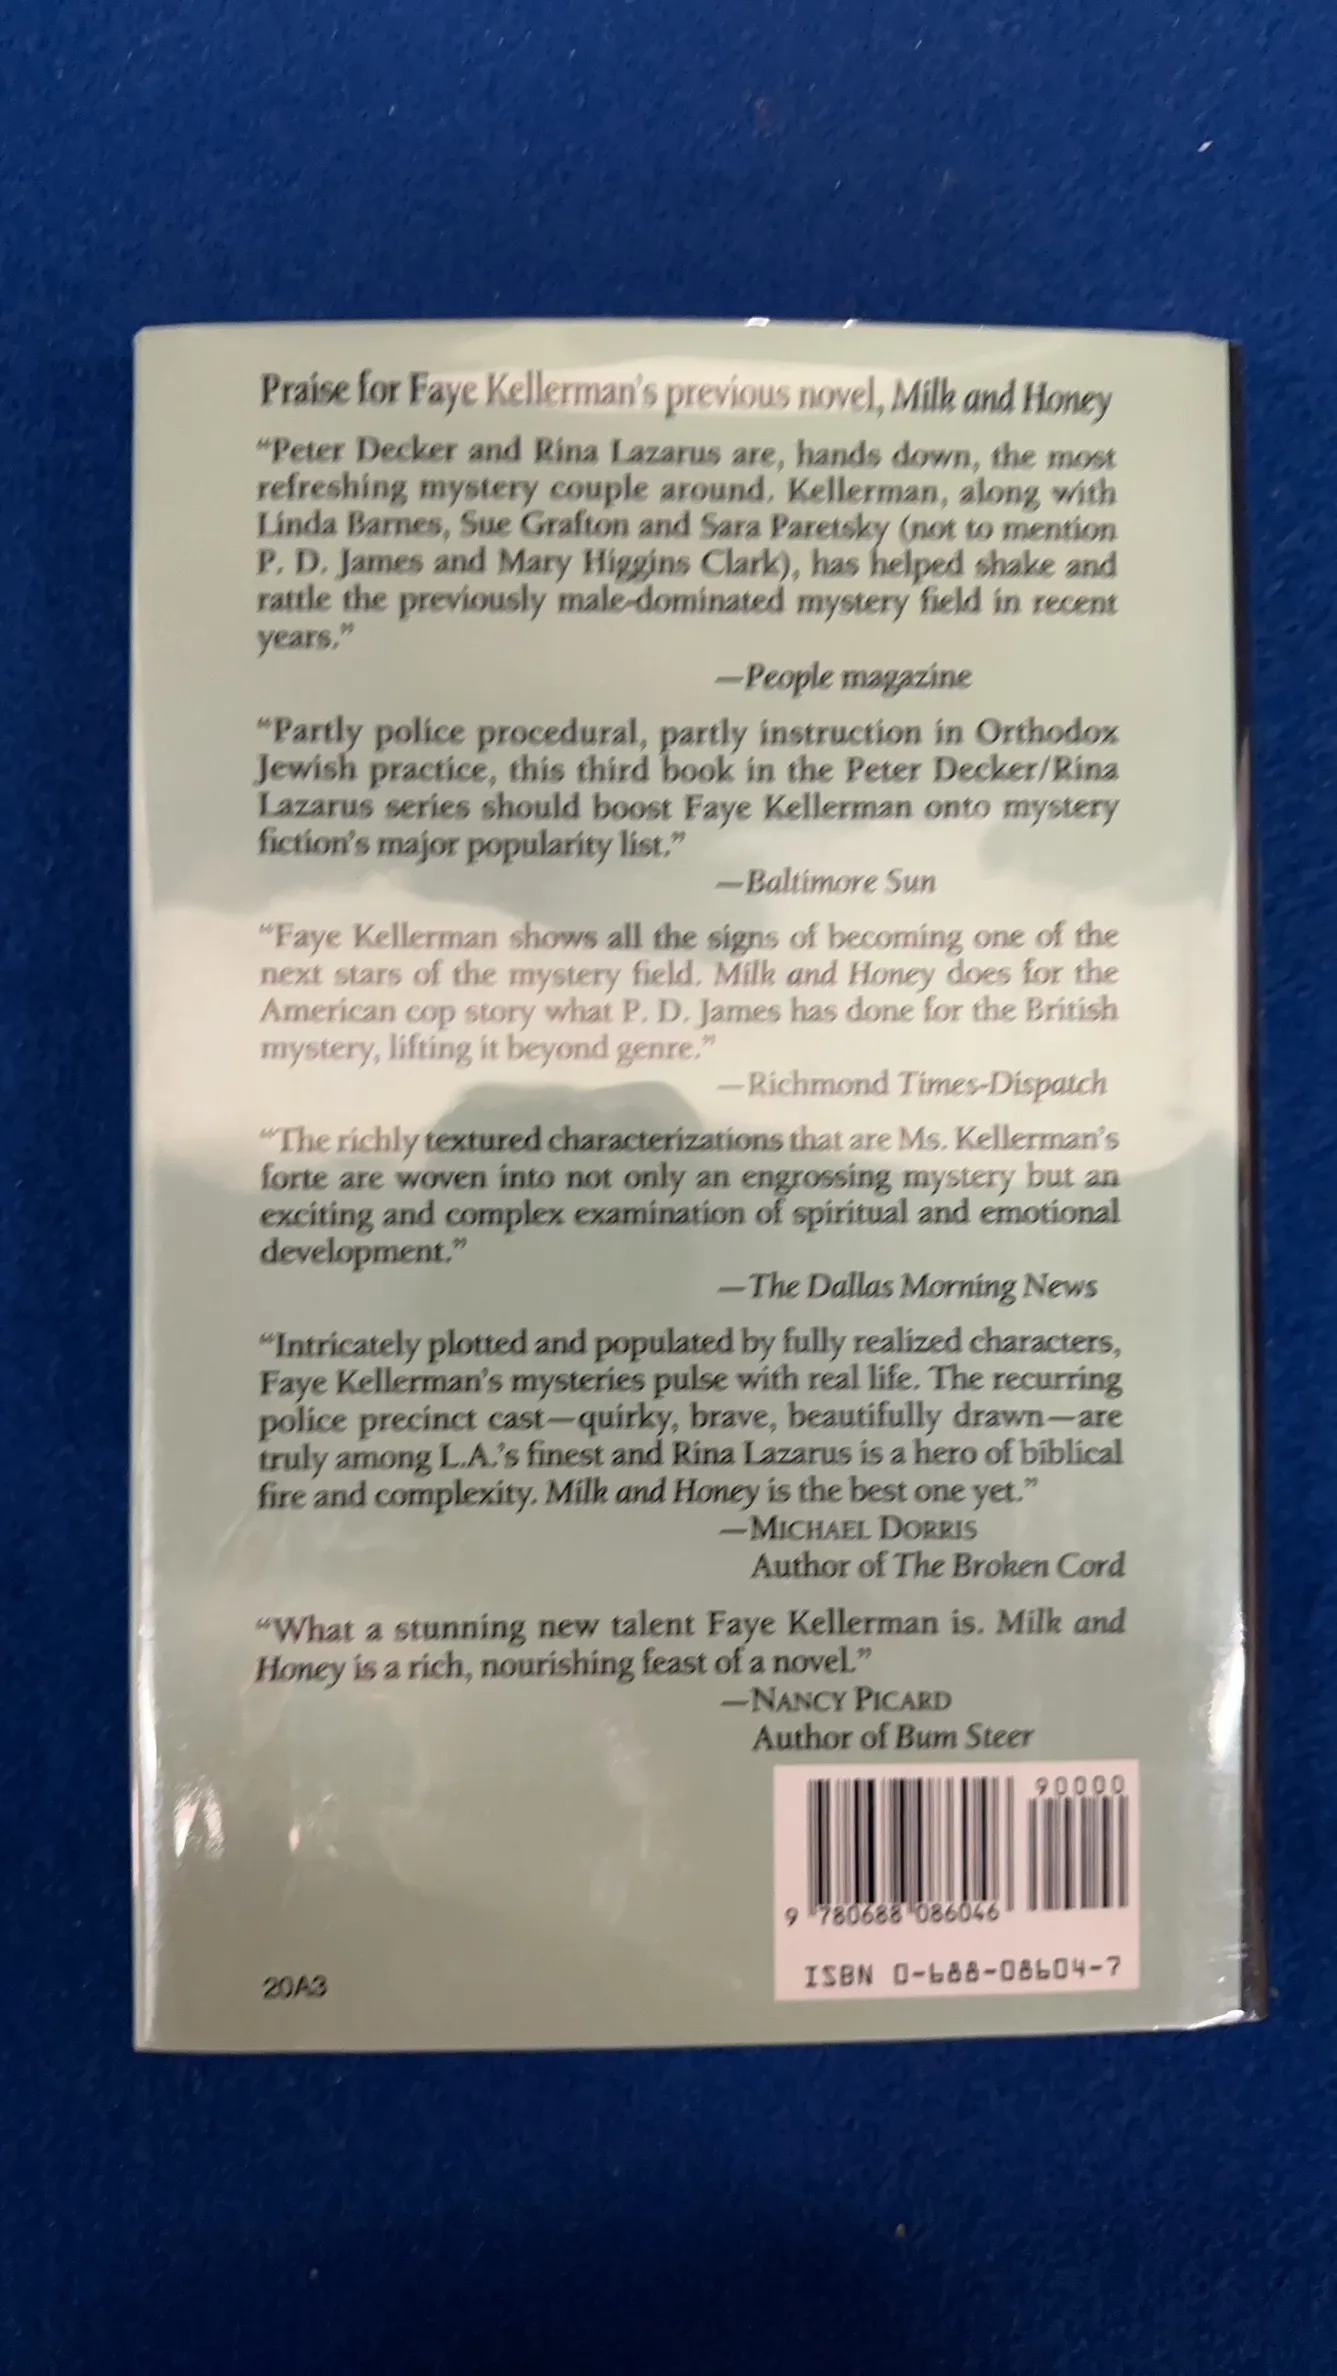 Praise for Faye Kellerman's previous novel, Milk and Honey
“Peter Decker and Rina Lazarus are, hands down, the most
refreshing mystery couple around. Kellerman, along with
Linda Barnes, Sue Grafton and Sara Paretsky (not to mention
P. D. James and Mary Higgins Clark), has helped shake and
rattle the previously male-dominated mystery field in recent
years.”
—People magazine
“Partly police procedural, partly instruction in Orthodox
Jewish practice, this third book in the Peter Decker/Rina
Lazarus series should boost Faye Kellerman onto mystery
fiction's major popularity list.”
—Baltimore Sun
“Faye Kellerman shows all the signs of becoming one of the
next stars of the mystery field. Milk and Honey does for the
American cop story what P. D. James has done for the British
mystery, lifting it beyond genre.”
—Richmond Times-Dispatch
“The richly textured characterizations that are Ms. Kellerman's
forte are woven into not only an engrossing mystery but an
exciting and complex examination of spiritual and emotional
development.”
—The Dallas Morning News
“Intricately plotted and populated by fully realized characters,
Faye Kellerman's mysteries pulse with real life. The recurring
police precinct cast—quirky, brave, beautifully drawn—are
truly among L.A.'s finest and Rina Lazarus is a hero of biblical
fire and complexity. Milk and Honey is the best one yet.”
—MICHAEL DORRIS
Author of The Broken Cord
“What a stunning new talent Faye Kellerman is. Milk and
Honey is a rich, nourishing feast of a novel.”
—NANCY PICARD
Author of Bum Steer
90000
9 780688 086046
ISBN 0-688-08604-7
20A3